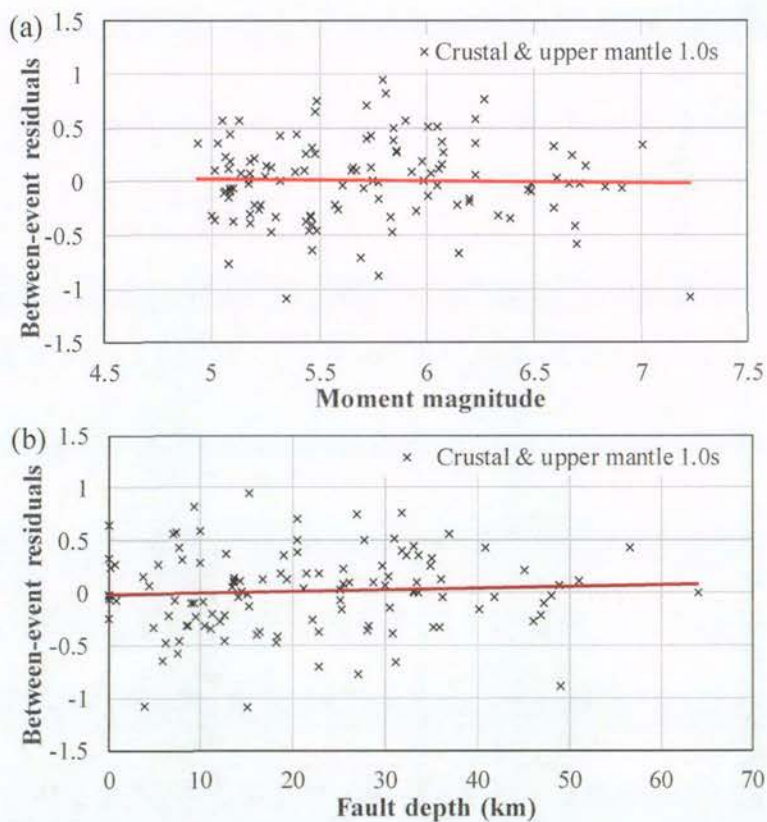 (a)
1.5
1
0.5
0
-0.5
-1
-1.5
Between-event residuals
× Crustal & upper mantle 1.0s
4.5 5 5.5 6 6.5 7 7.5
Moment magnitude
(b)
1.5
1
0.5
0
-0.5
-1
-1.5
Between-event residuals
× Crustal & upper mantle 1.0s
0 10 20 30 40 50 60 70
Fault depth (km)